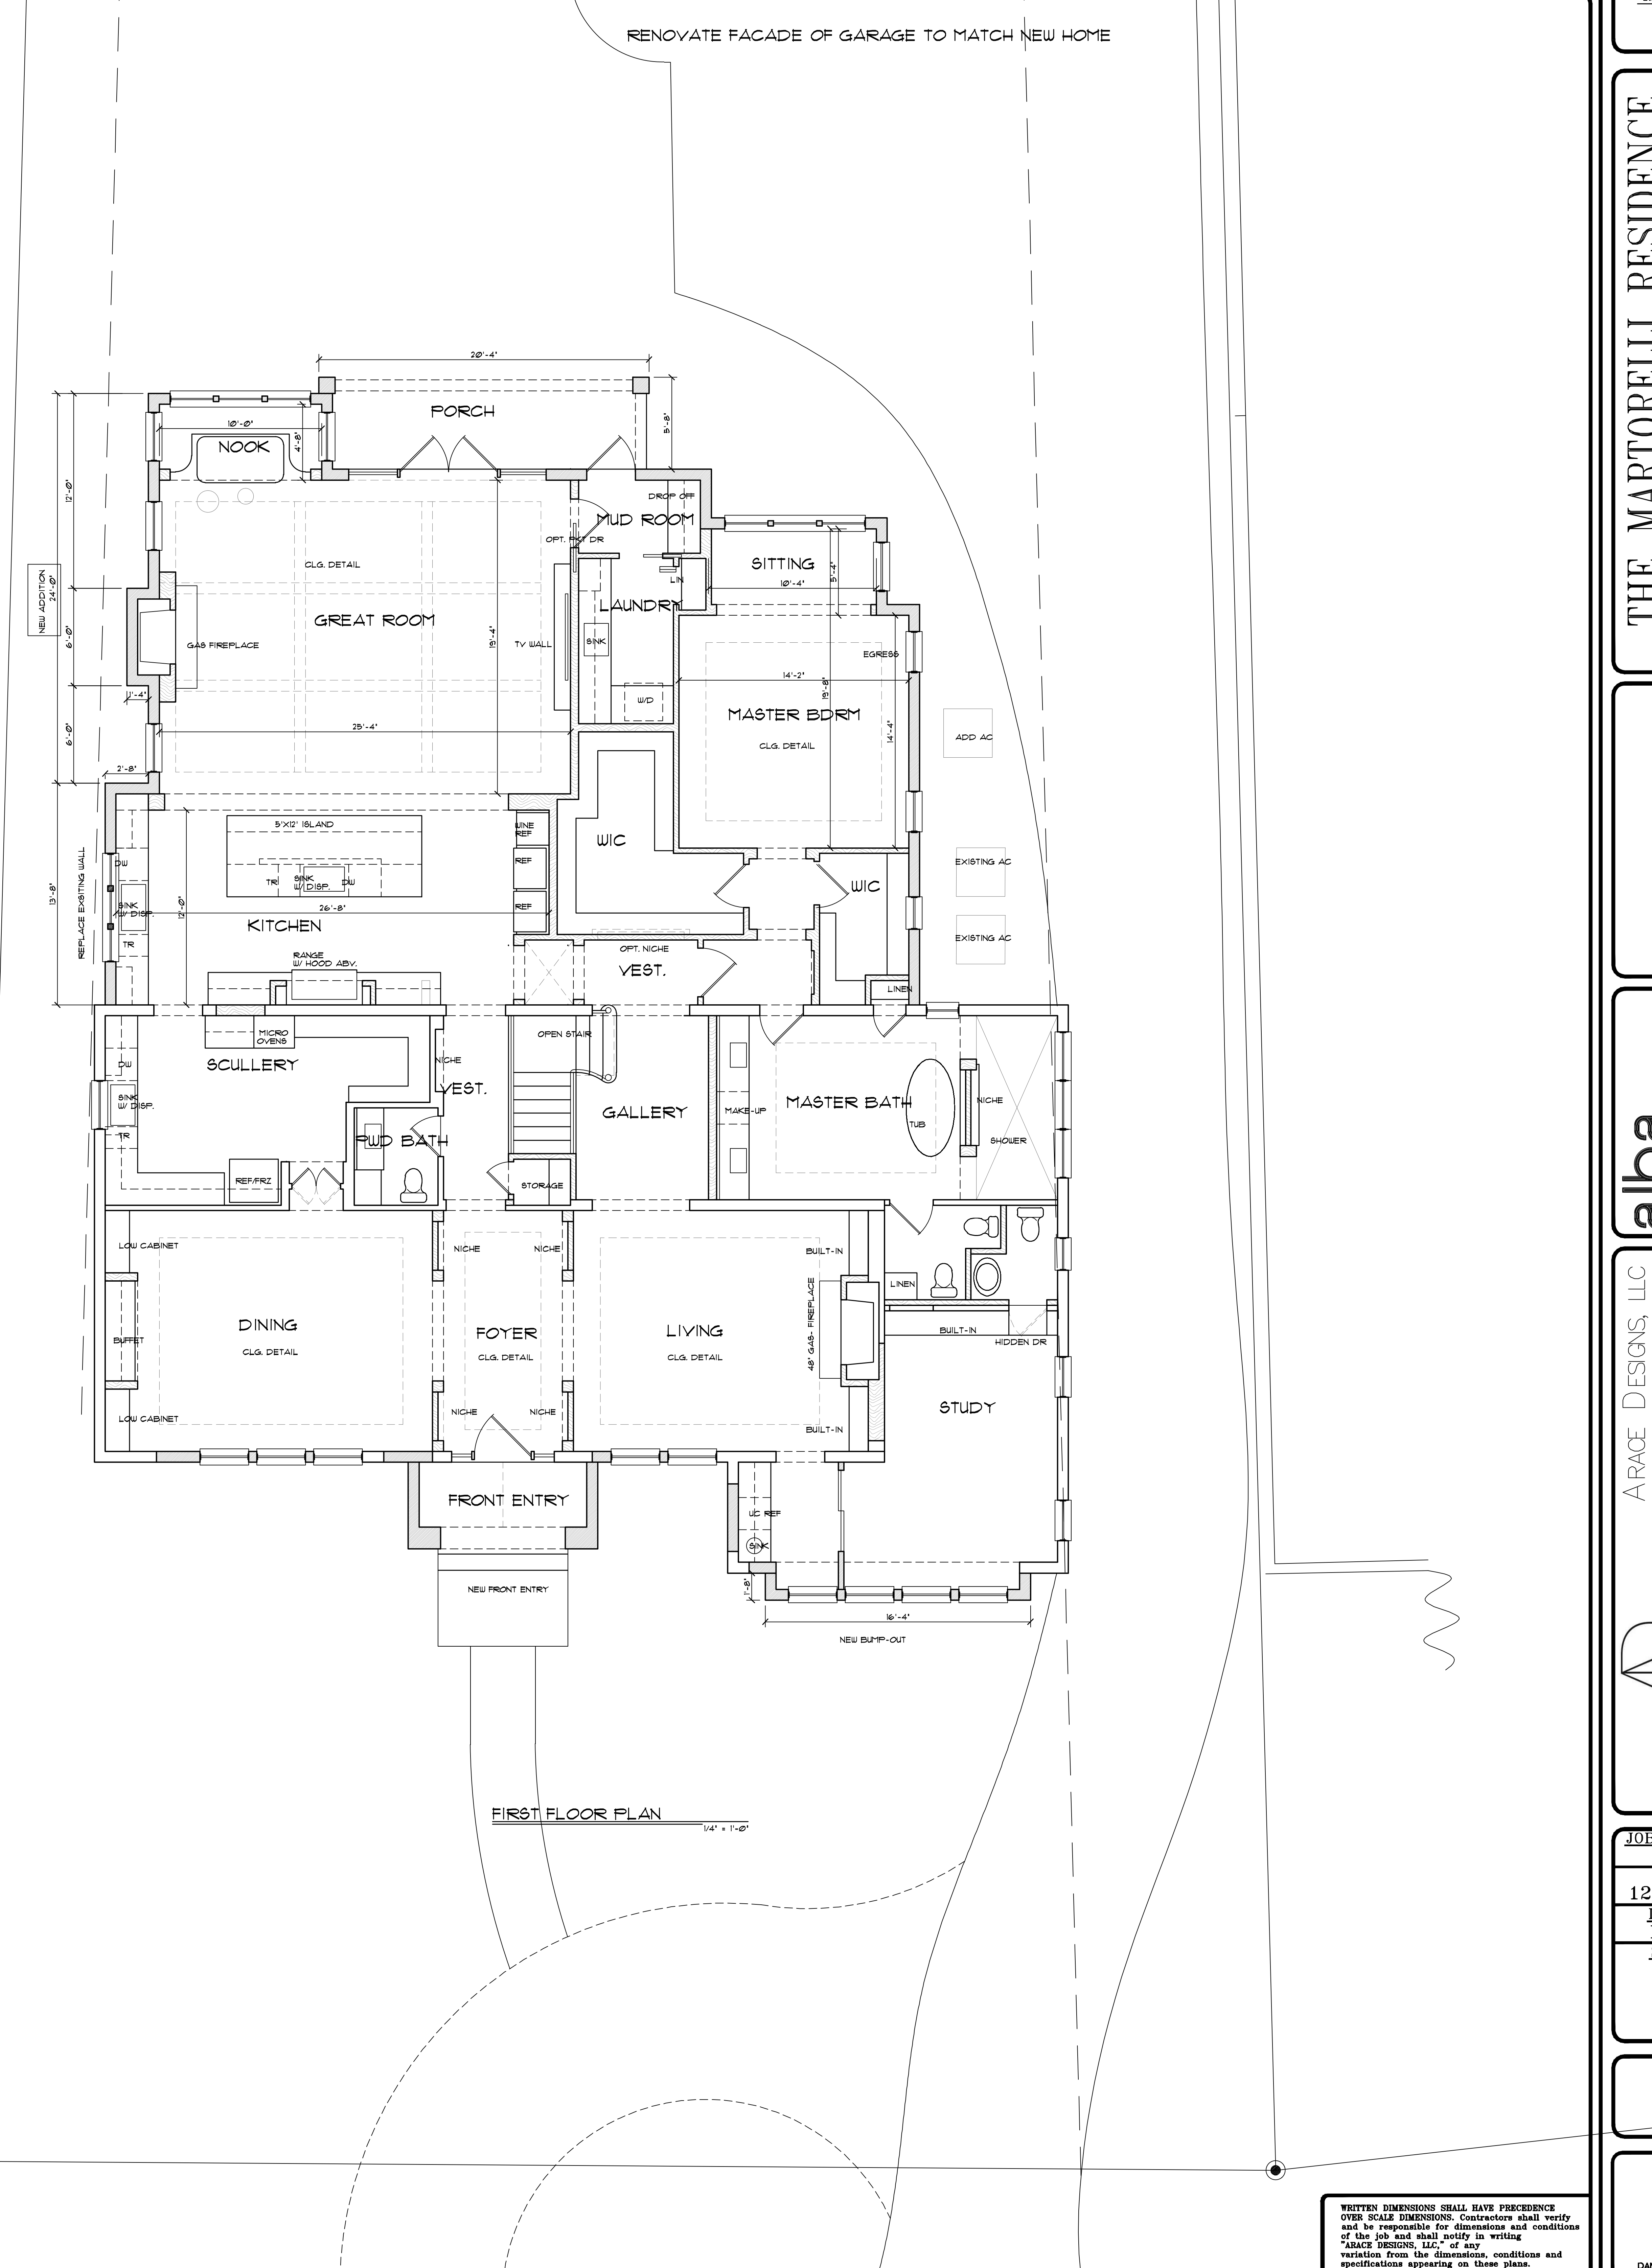 RENOVATE FACADE OF GARAGE TO MATCH NEW HOME
20'-4"
PORCH
5'-8"
10'-0"
4'-8"
NOOK
12'-0"
DROP OFF
MUD ROOM
OPT. PKT DR
CLG. DETAIL
SITTING
5'-4"
10'-4"
LIN
LAUNDRY
NEW ADDITION
24'-0"
GREAT ROOM
19'-4"
6'-0"
GAS FIREPLACE
TV WALL
SINK
EGRESS
14'-2"
19'-8"
1'-4"
W/D
MASTER BDRM
14'-4"
25'-4"
CLG. DETAIL
6'-0"
ADD AC
2'-8"
5'X12' ISLAND
WINE
REF
WIC
DW
REF
EXISTING AC
TR
SINK
W/ DISP.
DW
WIC
13'-8"
REPLACE EXSITING WALL
SINK
W/ DISP.
12'-0"
26'-8"
REF
KITCHEN
TR
EXISTING AC
OPT. NICHE
RANGE
W/ HOOD ABV.
VEST.
LINEN
MICRO
OVENS
OPEN STAIR
DW
SCULLERY
NICHE
VEST.
SINK
W/ DISP.
GALLERY
MAKE-UP
MASTER BATH
TUB
NICHE
SHOWER
TR
PWD BATH
REF/FRZ
STORAGE
LOW CABINET
NICHE
NICHE
BUILT-IN
LINEN
DINING
FOYER
LIVING
48" GAS- FIREPLACE
BUILT-IN
BUFFET
HIDDEN DR
CLG. DETAIL
CLG. DETAIL
CLG. DETAIL
STUDY
LOW CABINET
NICHE
NICHE
BUILT-IN
FRONT ENTRY
UC REF
SINK
NEW FRONT ENTRY
1'-8"
16'-4"
NEW BUMP-OUT
FIRST FLOOR PLAN
1/4" = 1'-0"
WRITTEN DIMENSIONS SHALL HAVE PRECEDENCE
OVER SCALE DIMENSIONS. Contractors shall verify
and be responsible for dimensions and conditions
of the job and shall notify in writing
"ARACE DESIGNS, LLC," of any
variation from the dimensions, conditions and
specifications appearing on these plans.
THE MARTORELLI RESIDENCE
alba
ARACE DESIGNS, LLC
JOB
12